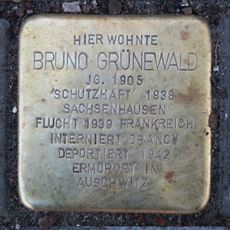 HIER WOHNTE
BRUNO GRÜNEWALD
JG. 1905
'SCHUTZHAFT' 1938
SACHSENHAUSEN
FLUCHT 1939 FRANKREICH
INTERNIERT DRANCY
DEPORTIERT 1942
ERMORDET IN
AUSCHWITZ